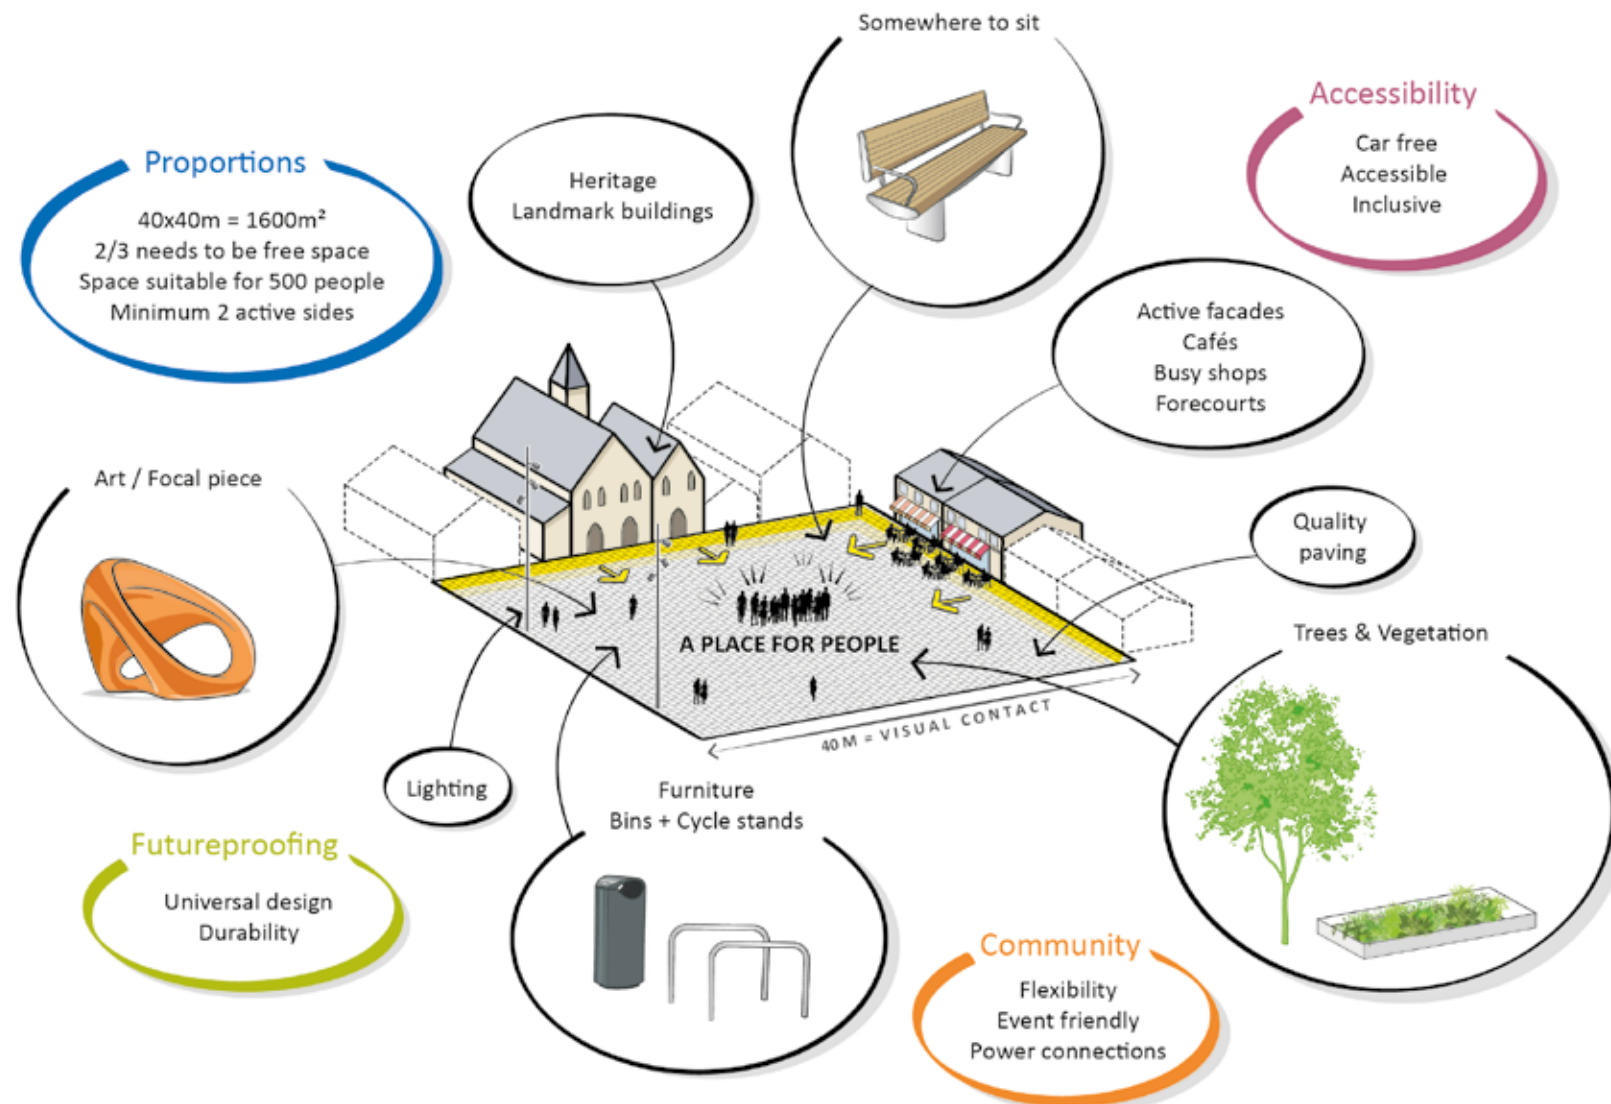 Somewhere to sit
Accessibility
Car free
Accessible
Inclusive
Proportions
40x40m = 1600m²
2/3 needs to be free space
Space suitable for 500 people
Minimum 2 active sides
Heritage
Landmark buildings
Active facades
Cafés
Busy shops
Forecourts
Art / Focal piece
Quality
paving
A PLACE FOR PEOPLE
40 M = VISUAL CONTACT
Trees & Vegetation
Lighting
Furniture
Bins + Cycle stands
Futureproofing
Universal design
Durability
Community
Flexibility
Event friendly
Power connections